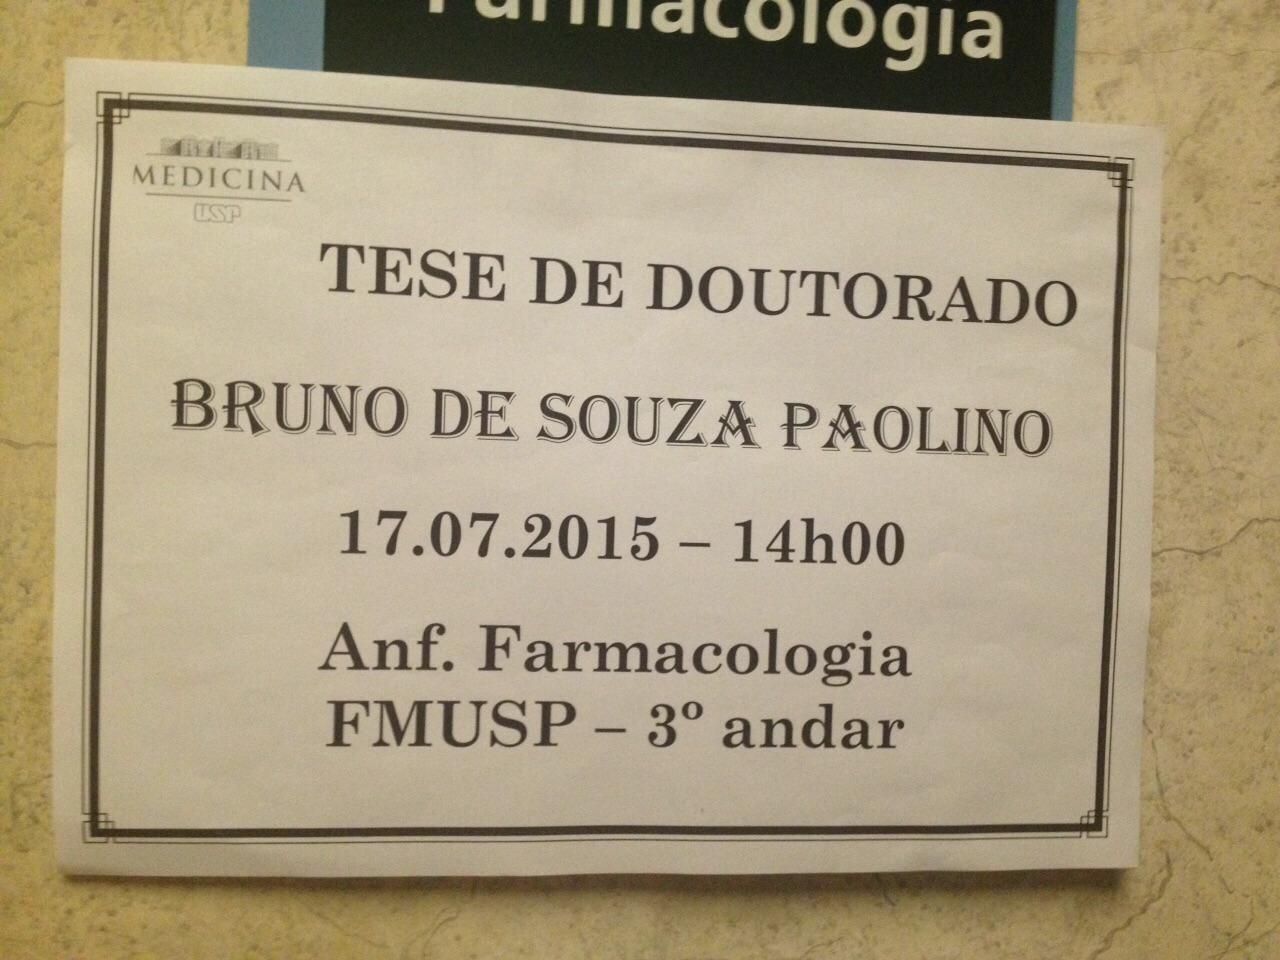 Farmacologia
MEDICINA
USP
TESE DE DOUTORADO
BRUNO DE SOUZA PAOLINO
17.07.2015 – 14h00
Anf. Farmacologia
FMUSP – 3º andar